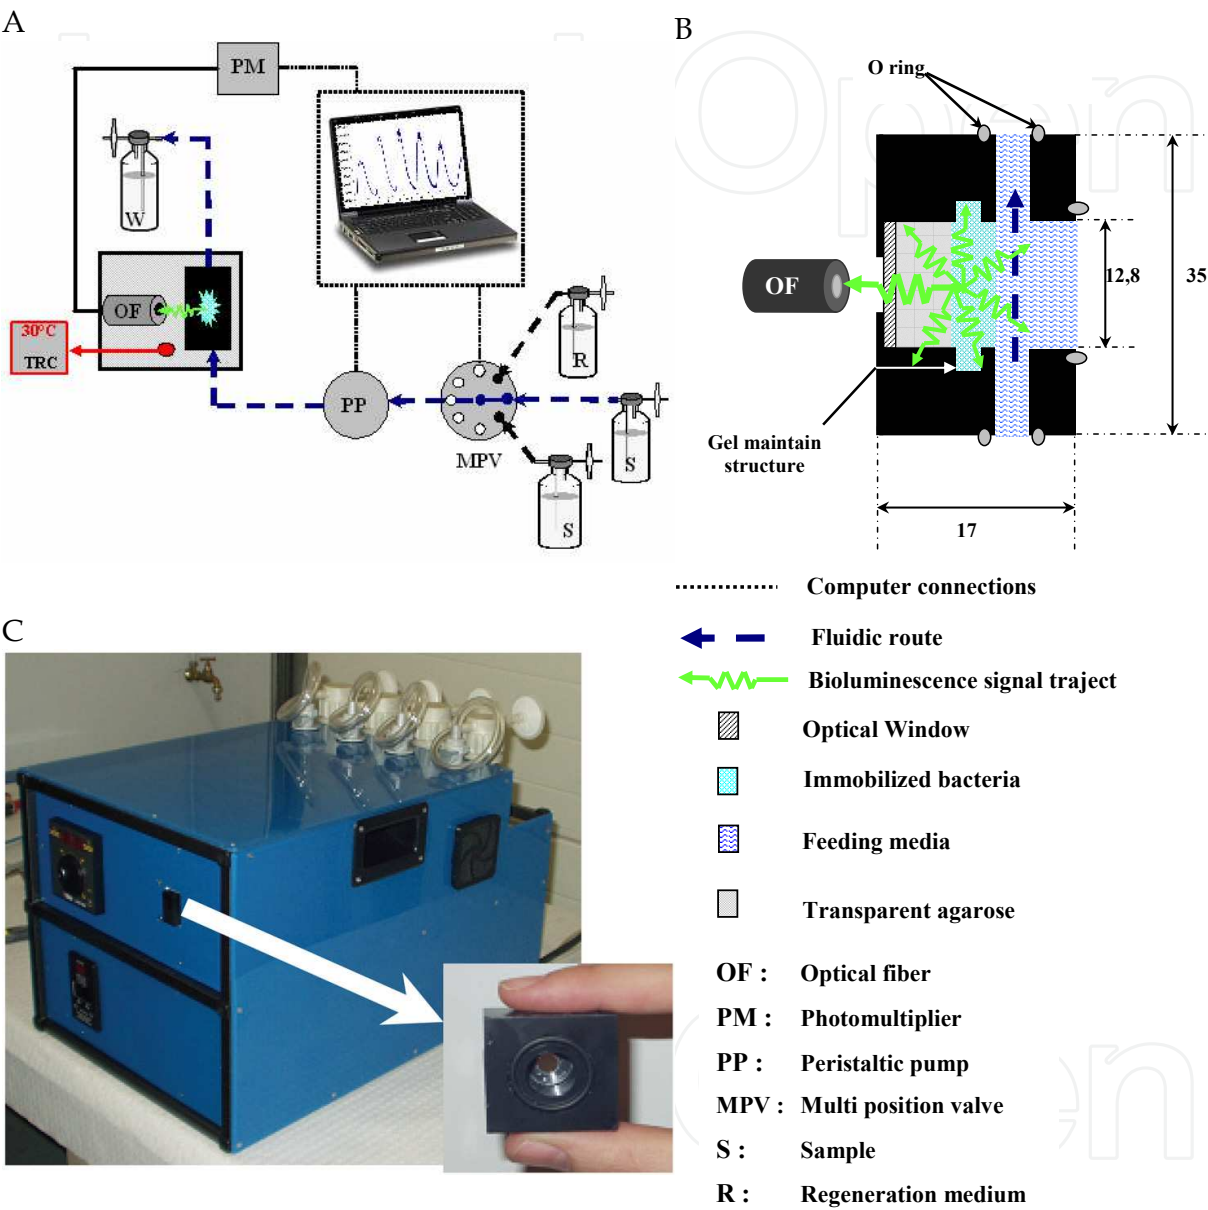 A
PM
W
OF
30°C
TRC
PP
MPV
R
S
S
B
O ring
OF
12,8
35
Gel maintain
structure
17
Computer connections
Fluidic route
Bioluminescence signal traject
Optical Window
Immobilized bacteria
Feeding media
Transparent agarose
OF : Optical fiber
PM : Photomultiplier
PP : Peristaltic pump
MPV : Multi position valve
S : Sample
R : Regeneration medium
C
Open